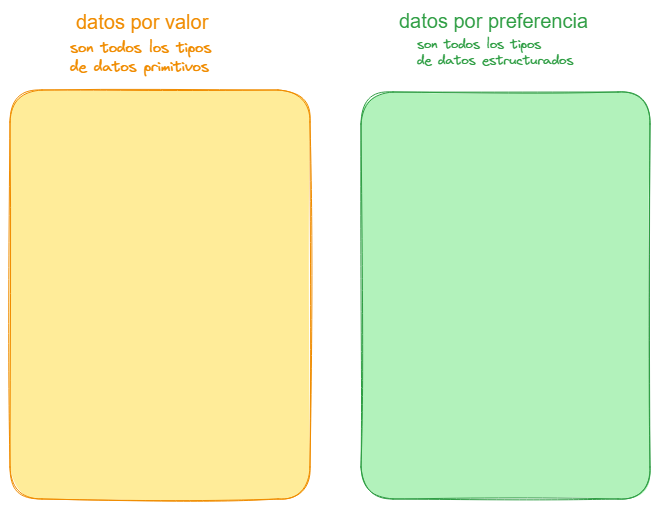 datos por valor
son todos los tipos
de datos primitivos
datos por preferencia
son todos los tipos
de datos estructurados